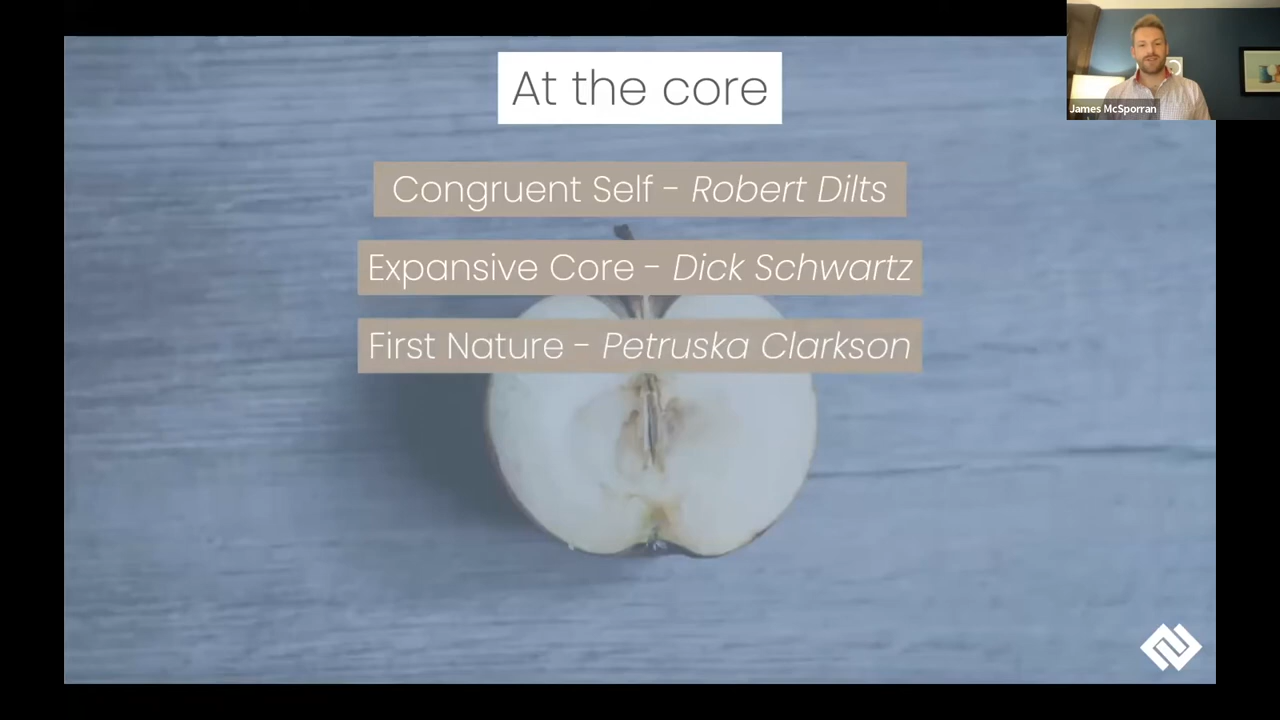 At the core
James McSporran
Congruent Self - Robert Dilts
Expansive Core - Dick Schwartz
First Nature - Petruska Clarkson